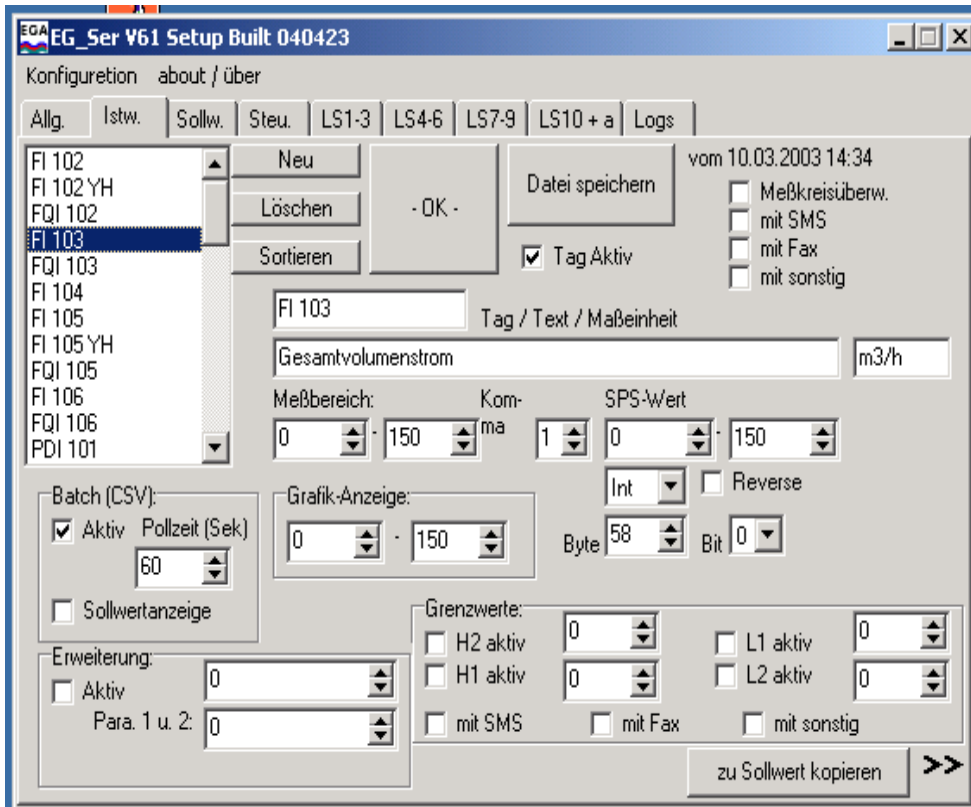 EGA EG_Ser V61 Setup Built 040423
Konfiguretion about / über
Allg. Istw. Sollw. Steu. LS1-3 LS4-6 LS7-9 LS10 + a Logs
FI 102
FI 102 YH
FQI 102
FI 103
FQI 103
FI 104
FI 105
FI 105 YH
FQI 105
FI 106
FQI 106
PDI 101
Neu
Löschen
Sortieren
- OK -
Datei speichern
Tag Aktiv
vom 10.03.2003 14:34
Meßkreisüberw.
mit SMS
mit Fax
mit sonstig
FI 103 Tag / Text / Maßeinheit
Gesamtvolumenstrom m3/h
Meßbereich: Kom- SPS-Wert
0 - 150 ma 1 0 - 150
Int Reverse
Byte 58 Bit 0
Batch (CSV):
Aktiv Pollzeit (Sek)
60
Sollwertanzeige
Grafik-Anzeige:
0 - 150
Erweiterung:
Aktiv 0
Para. 1 u. 2: 0
Grenzwerte:
H2 aktiv 0 L1 aktiv 0
H1 aktiv 0 L2 aktiv 0
mit SMS mit Fax mit sonstig
zu Sollwert kopieren >>